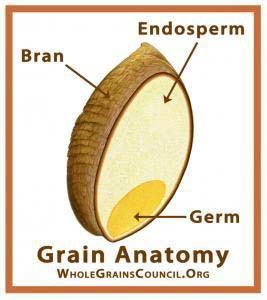 Endosperm
Bran
Germ
Grain Anatomy
WHOLEGRAINSCOUNCIL.ORG